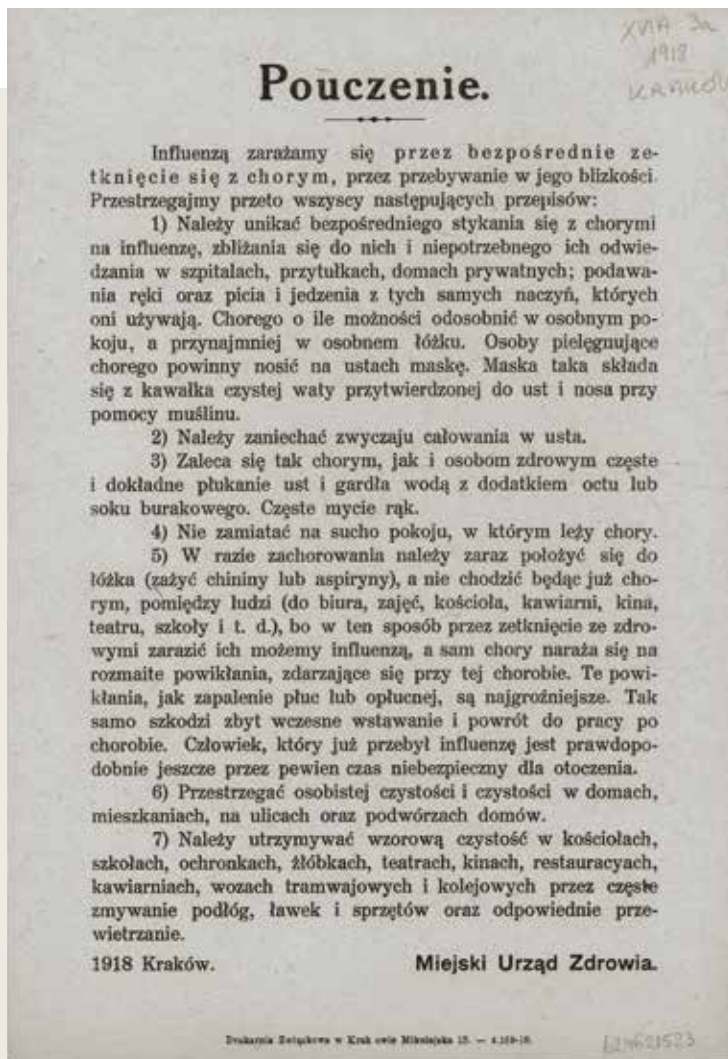 XVIA 3a
1918
KRAKÓW
Pouczenie.
Influenzą zarażamy się przez bezpośrednie ze-
tknięcie się z chorym, przez przebywanie w jego blizkości.
Przestrzegajmy przeto wszyscy następujących przepisów:
1) Należy unikać bezpośredniego stykania się z chorymi
na influenzę, zbliżania się do nich i niepotrzebnego ich odwie-
dzania w szpitalach, przytułkach, domach prywatnych; podawa-
nia ręki oraz picia i jedzenia z tych samych naczyń, których
oni używają. Chorego o ile możności odosobnić w osobnym po-
koju, a przynajmniej w osobnem łóżku. Osoby pielęgnujące
chorego powinny nosić na ustach maskę. Maska taka składa
się z kawałka czystej waty przytwierdzonej do ust i nosa przy
pomocy muślinu.
2) Należy zaniechać zwyczaju całowania w usta.
3) Zaleca się tak chorym, jak i osobom zdrowym częste
i dokładne płukanie ust i gardła wodą z dodatkiem octu lub
soku burakowego. Częste mycie rąk.
4) Nie zamiatać na sucho pokoju, w którym leży chory.
5) W razie zachorowania należy zaraz położyć się do
łóżka (zażyć chininy lub aspiryny), a nie chodzić będąc już cho-
rym, pomiędzy ludzi (do biura, zajęć, kościoła, kawiarni, kina,
teatru, szkoły i t. d.), bo w ten sposób przez zetknięcie ze zdro-
wymi zarazić ich możemy influenzą, a sam chory naraża się na
rozmaite powikłania, zdarzające się przy tej chorobie. Te powi-
kłania, jak zapalenie płuc lub opłucnej, są najgroźniejsze. Tak
samo szkodzi zbyt wczesne wstawanie i powrót do pracy po
chorobie. Człowiek, który już przebył influenzę jest prawdopo-
dobnie jeszcze przez pewien czas niebezpieczny dla otoczenia.
6) Przestrzegać osobistej czystości i czystości w domach,
mieszkaniach, na ulicach oraz podwórzach domów.
7) Należy utrzymywać wzorową czystość w kościołach,
szkołach, ochronkach, żłóbkach, teatrach, kinach, restauracyach,
kawiarniach, wozach tramwajowych i kolejowych przez częste
zmywanie podłóg, ławek i sprzętów oraz odpowiednie prze-
wietrzanie.
1918 Kraków. Miejski Urząd Zdrowia.
Drukarnia Związkowa w Krakowie Mikołajska 13. —